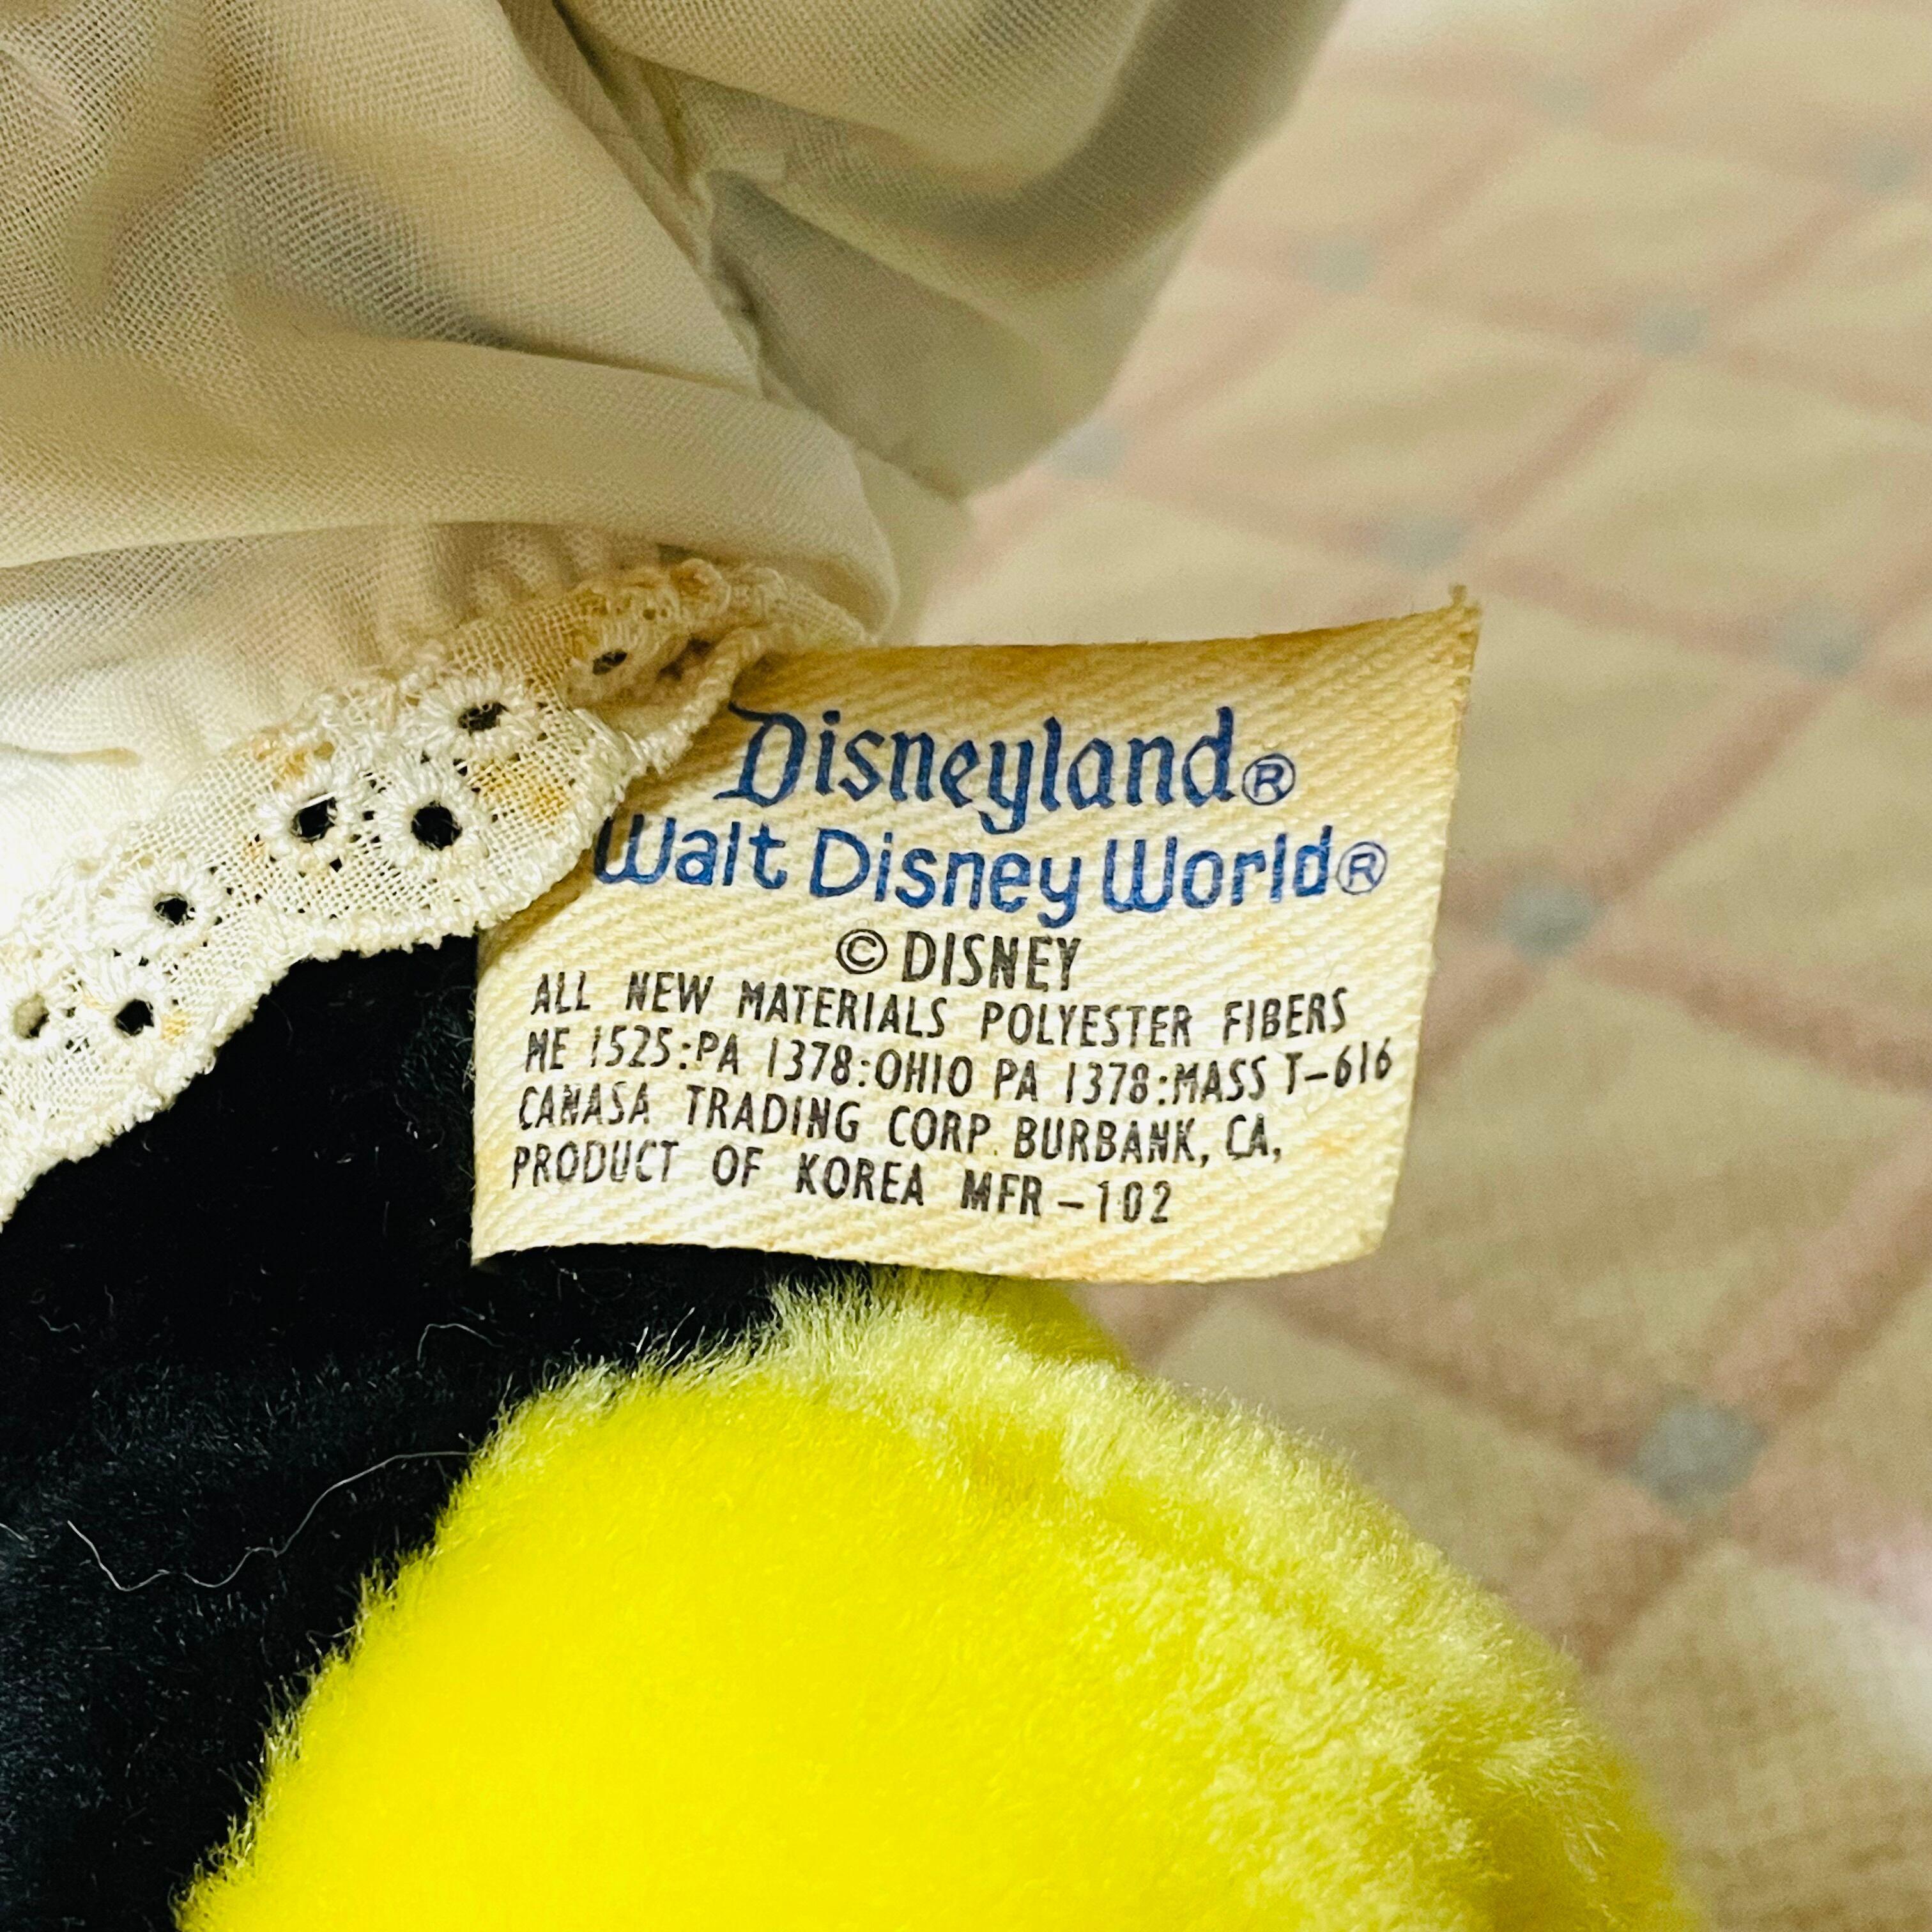 Disneyland®
Walt Disney World®
© DISNEY
ALL NEW MATERIALS POLYESTER FIBERS
ME 1525:PA 1378:OHIO PA 1378:MASS T-616
CANASA TRADING CORP. BURBANK, CA,
PRODUCT OF KOREA MFR-102